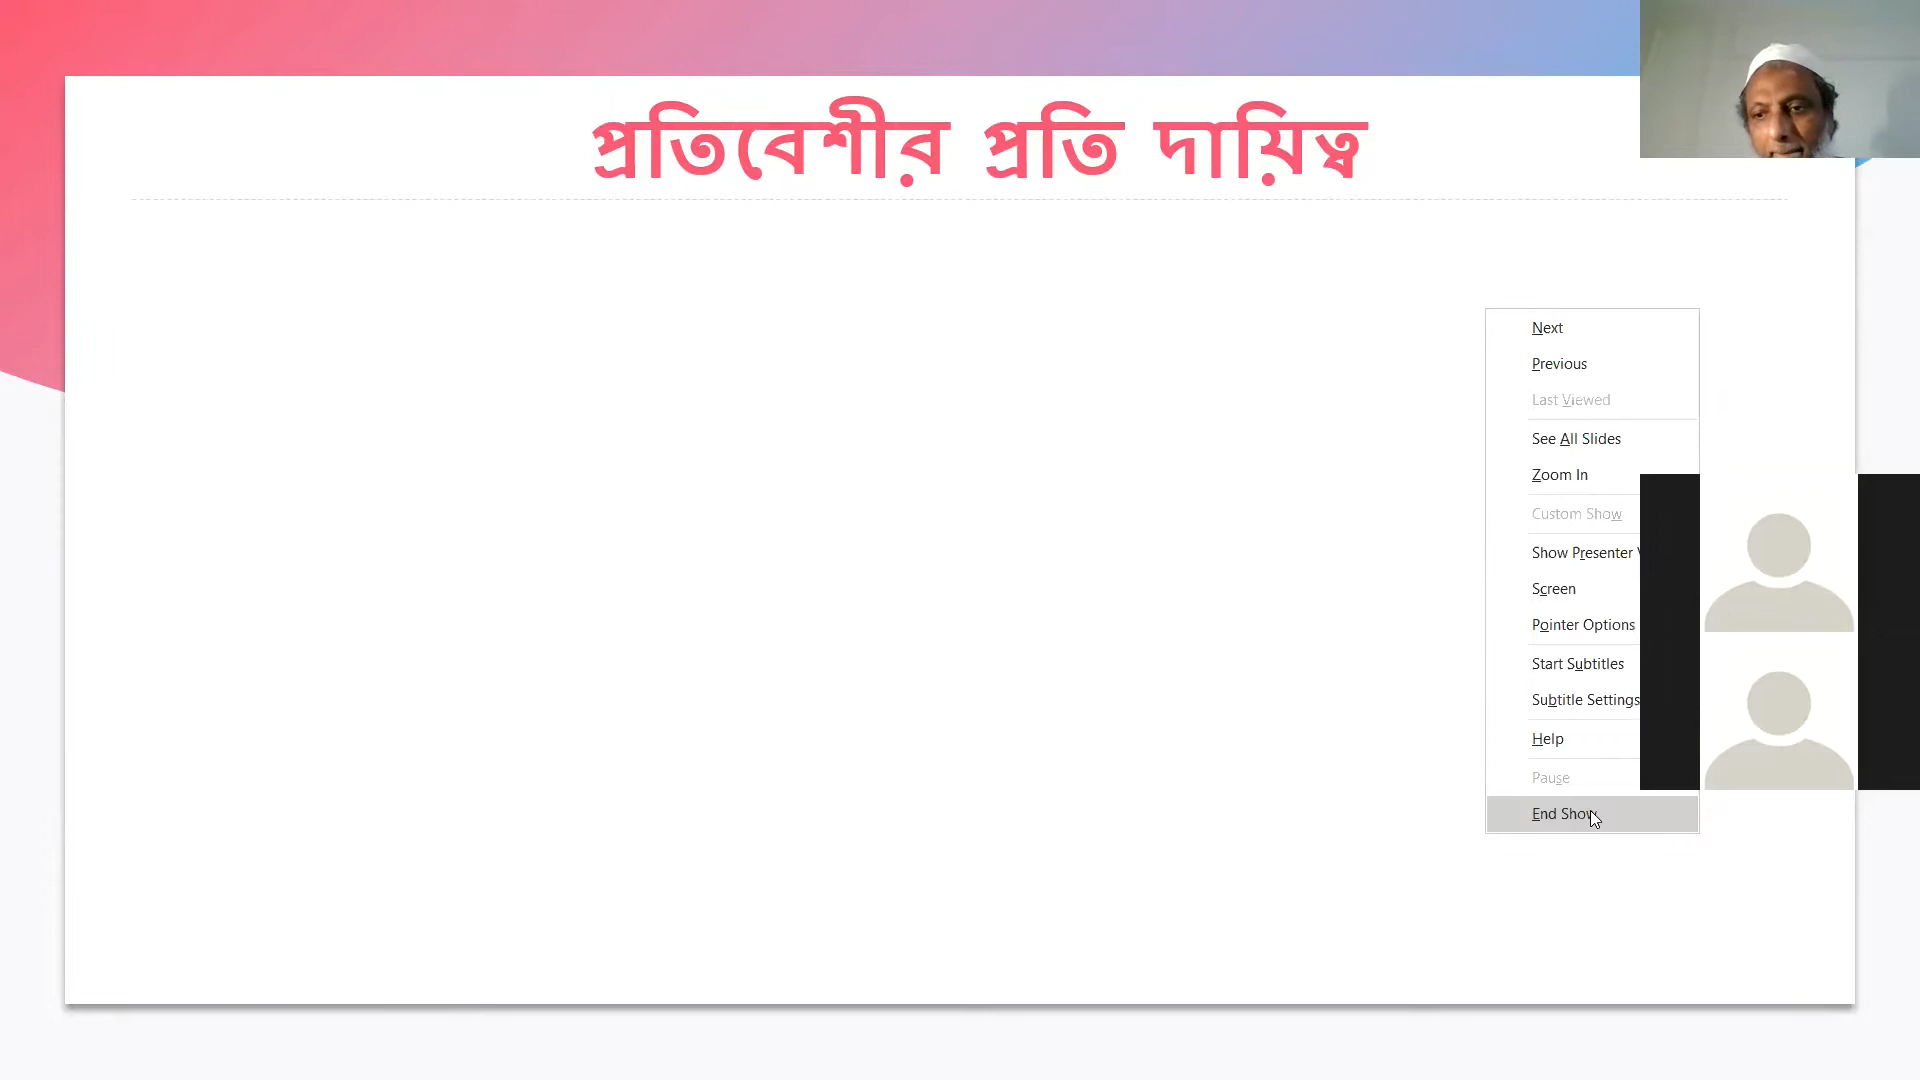 প্রতিবেশীর প্রতি দায়িত্ব
Next
Previous
Last Viewed
See All Slides
Zoom In
Custom Show
Show Presenter
Screen
Pointer Options
Start Subtitles
Subtitle Settings
Help
Pause
End Show